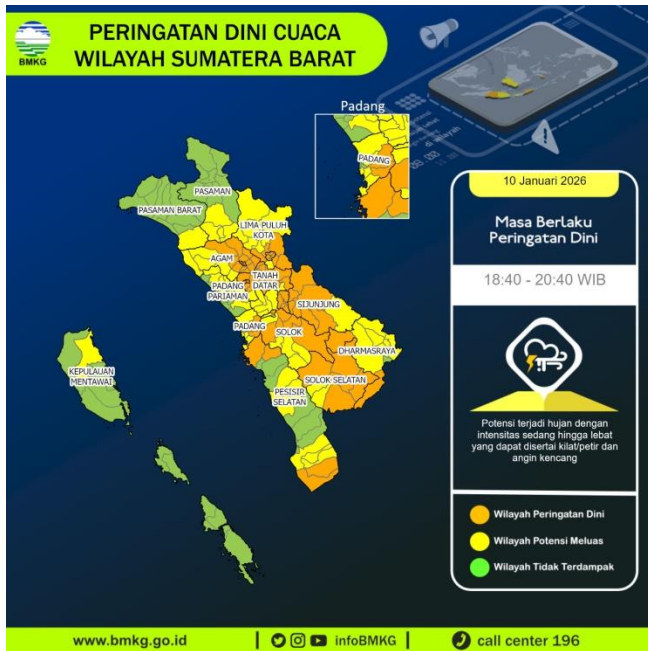 BMKG
PERINGATAN DINI CUACA
WILAYAH SUMATERA BARAT
Padang
PADANG
PASAMAN
PASAMAN BARAT
LIMA PULUH
KOTA
AGAM
TANAH
DATAR
PADANG
PARIAMAN
SIJUNJUNG
PADANG
SOLOK
DHARMASRAYA
KEPULAUAN
MENTAWAI
SOLOK SELATAN
PESISIR
SELATAN
10 Januari 2026
Masa Berlaku
Peringatan Dini
18:40 - 20:40 WIB
Potensi terjadi hujan dengan
intensitas sedang hingga lebat
yang dapat disertai kilat/petir dan
angin kencang
Wilayah Peringatan Dini
Wilayah Potensi Meluas
Wilayah Tidak Terdampak
www.bmkg.go.id
infoBMKG
call center 196